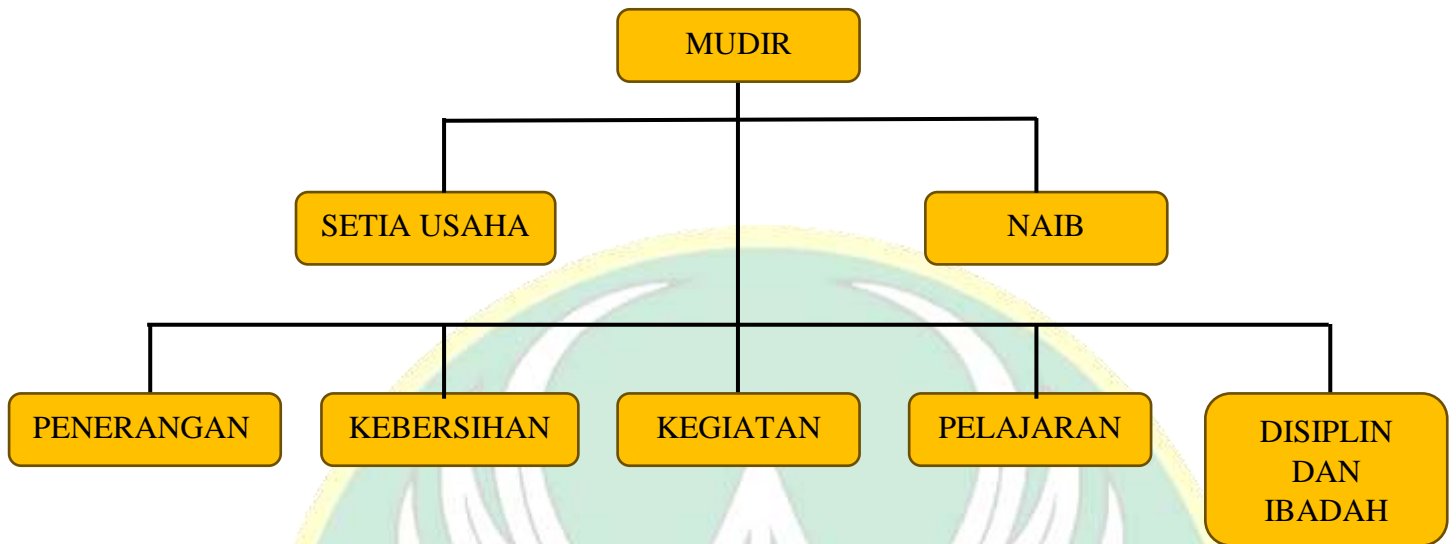 MUDIR
SETIA USAHA
NAIB
PENERANGAN
KEBERSIHAN
KEGIATAN
PELAJARAN
DISIPLIN
DAN
IBADAH